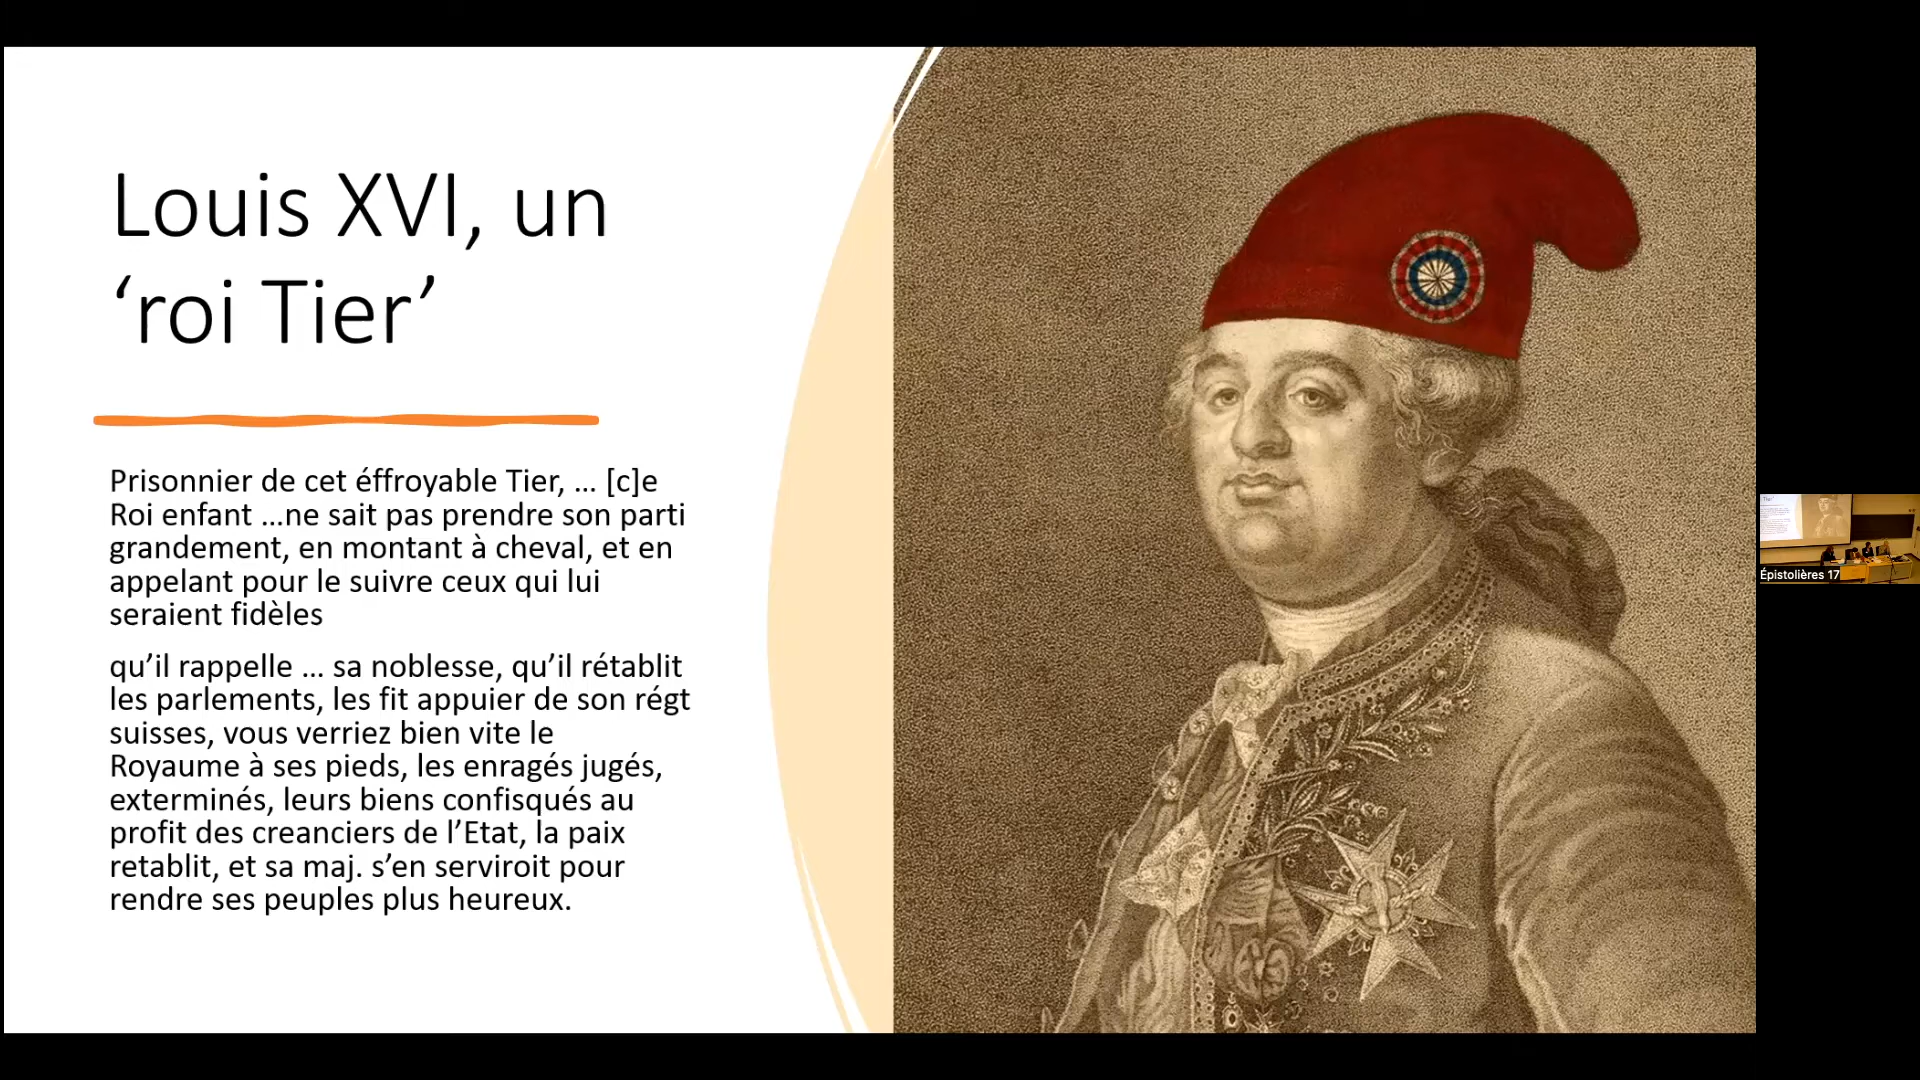 Louis XVI, un
‘roi Tier’
Prisonnier de cet éffroyable Tier, ... [c]e
Roi enfant ...ne sait pas prendre son parti
grandement, en montant à cheval, et en
appelant pour le suivre ceux qui lui
seraient fidèles
qu’il rappelle ... sa noblesse, qu’il rétablit
les parlements, les fit appuier de son régt
suisses, vous verriez bien vite le
Royaume à ses pieds, les enragés jugés,
exterminés, leurs biens confisqués au
profit des creanciers de l’Etat, la paix
retablit, et sa maj. s’en serviroit pour
rendre ses peuples plus heureux.
Épistolières 17